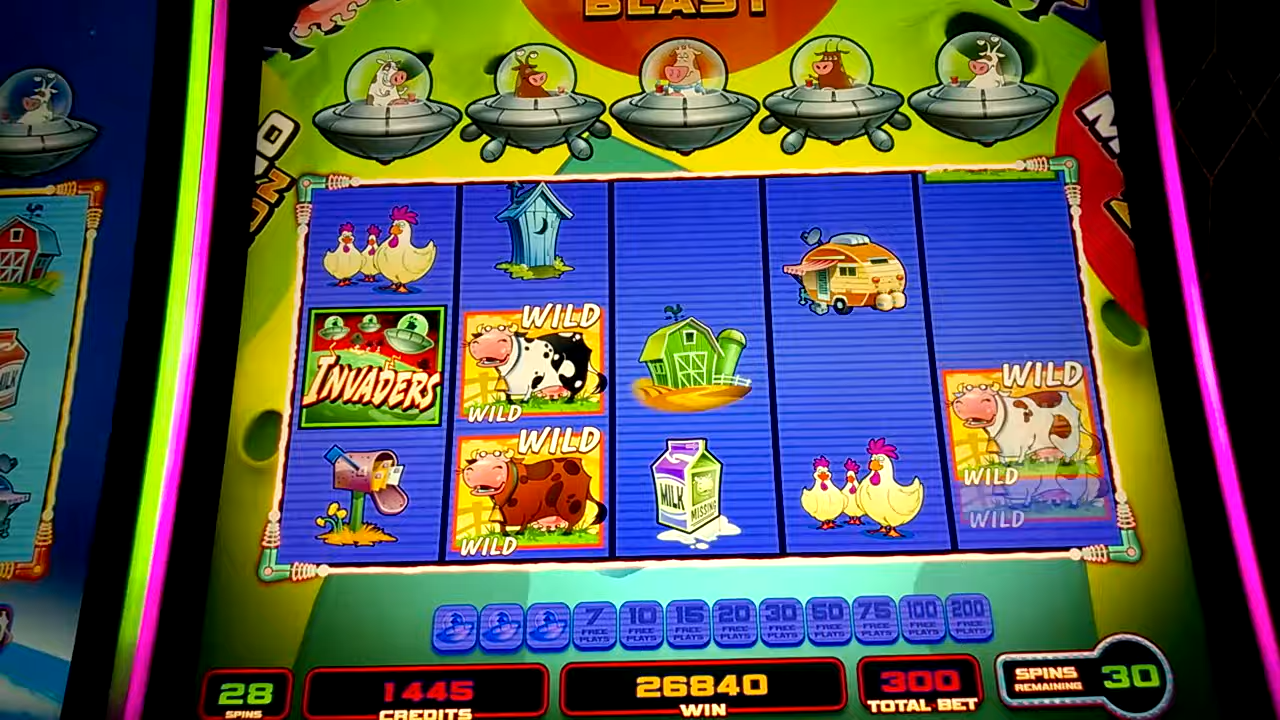 BLAST
WILD
WILD
INVADERS
WILD
WILD
WILD
WILD
WILD
MILK
MISSING
MILK
7 FREE PLAYS
10 FREE PLAYS
15 FREE PLAYS
20 FREE PLAYS
30 FREE PLAYS
50 FREE PLAYS
75 FREE PLAYS
100 FREE PLAYS
200 FREE PLAYS
28
SPINS
1445
CREDITS
26840
WIN
300
TOTAL BET
SPINS
REMAINING
30